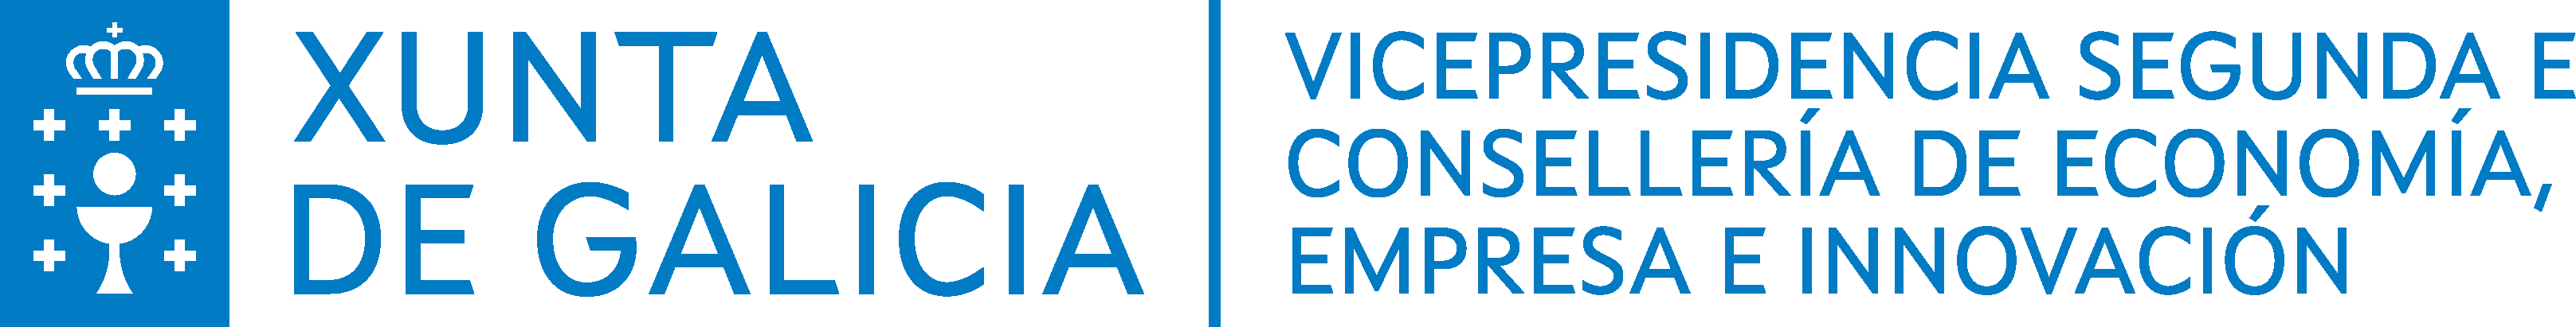 XUNTA
DE GALICIA
VICEPRESIDENCIA SEGUNDA E
CONSELLERÍA DE ECONOMÍA,
EMPRESA E INNOVACIÓN